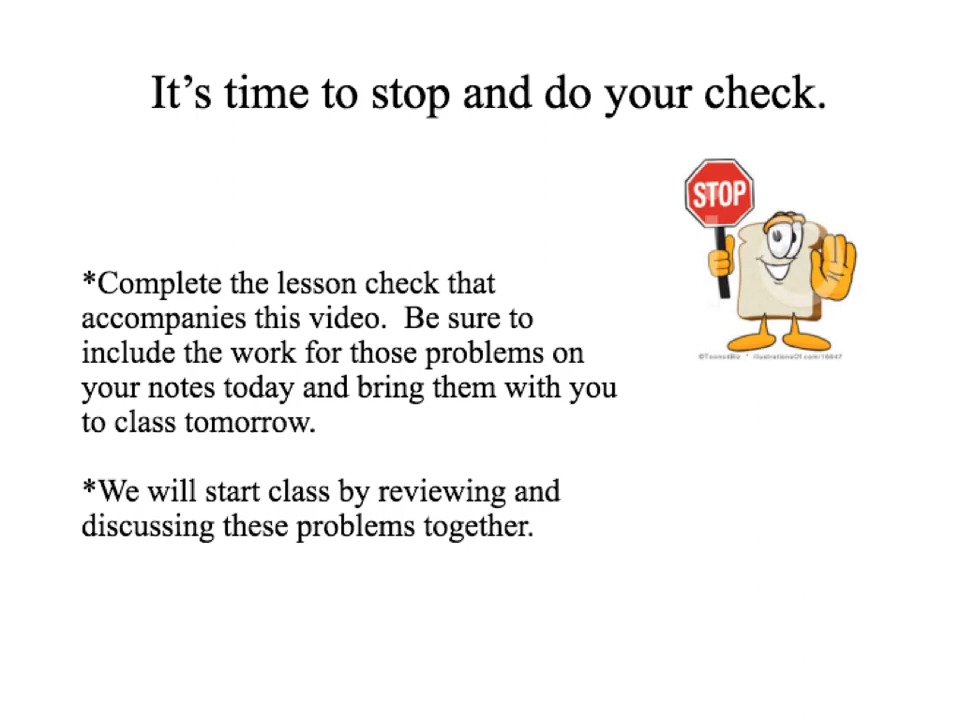 It's time to stop and do your check.
STOP
*Complete the lesson check that
accompanies this video.  Be sure to
include the work for those problems on
your notes today and bring them with you
to class tomorrow.
*We will start class by reviewing and
discussing these problems together.